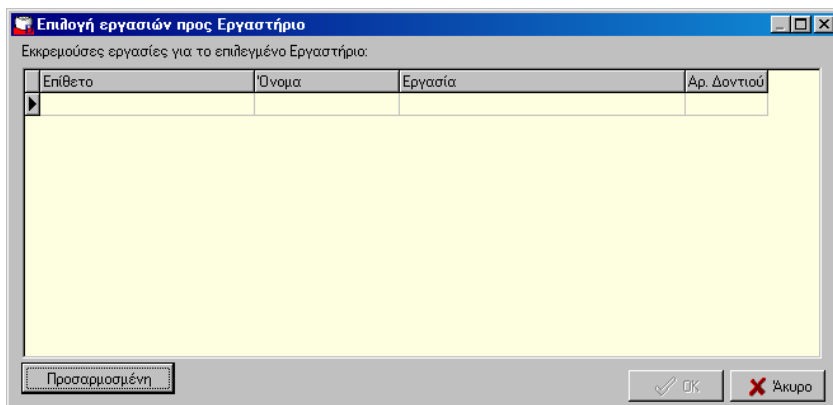 Επιλογή εργασιών προς Εργαστήριο
Εκκρεμούσες εργασίες για το επιλεγμένο Εργαστήριο:
Επίθετο Όνομα Εργασία Αρ. Δοντιού
Προσαρμοσμένη OK Άκυρο